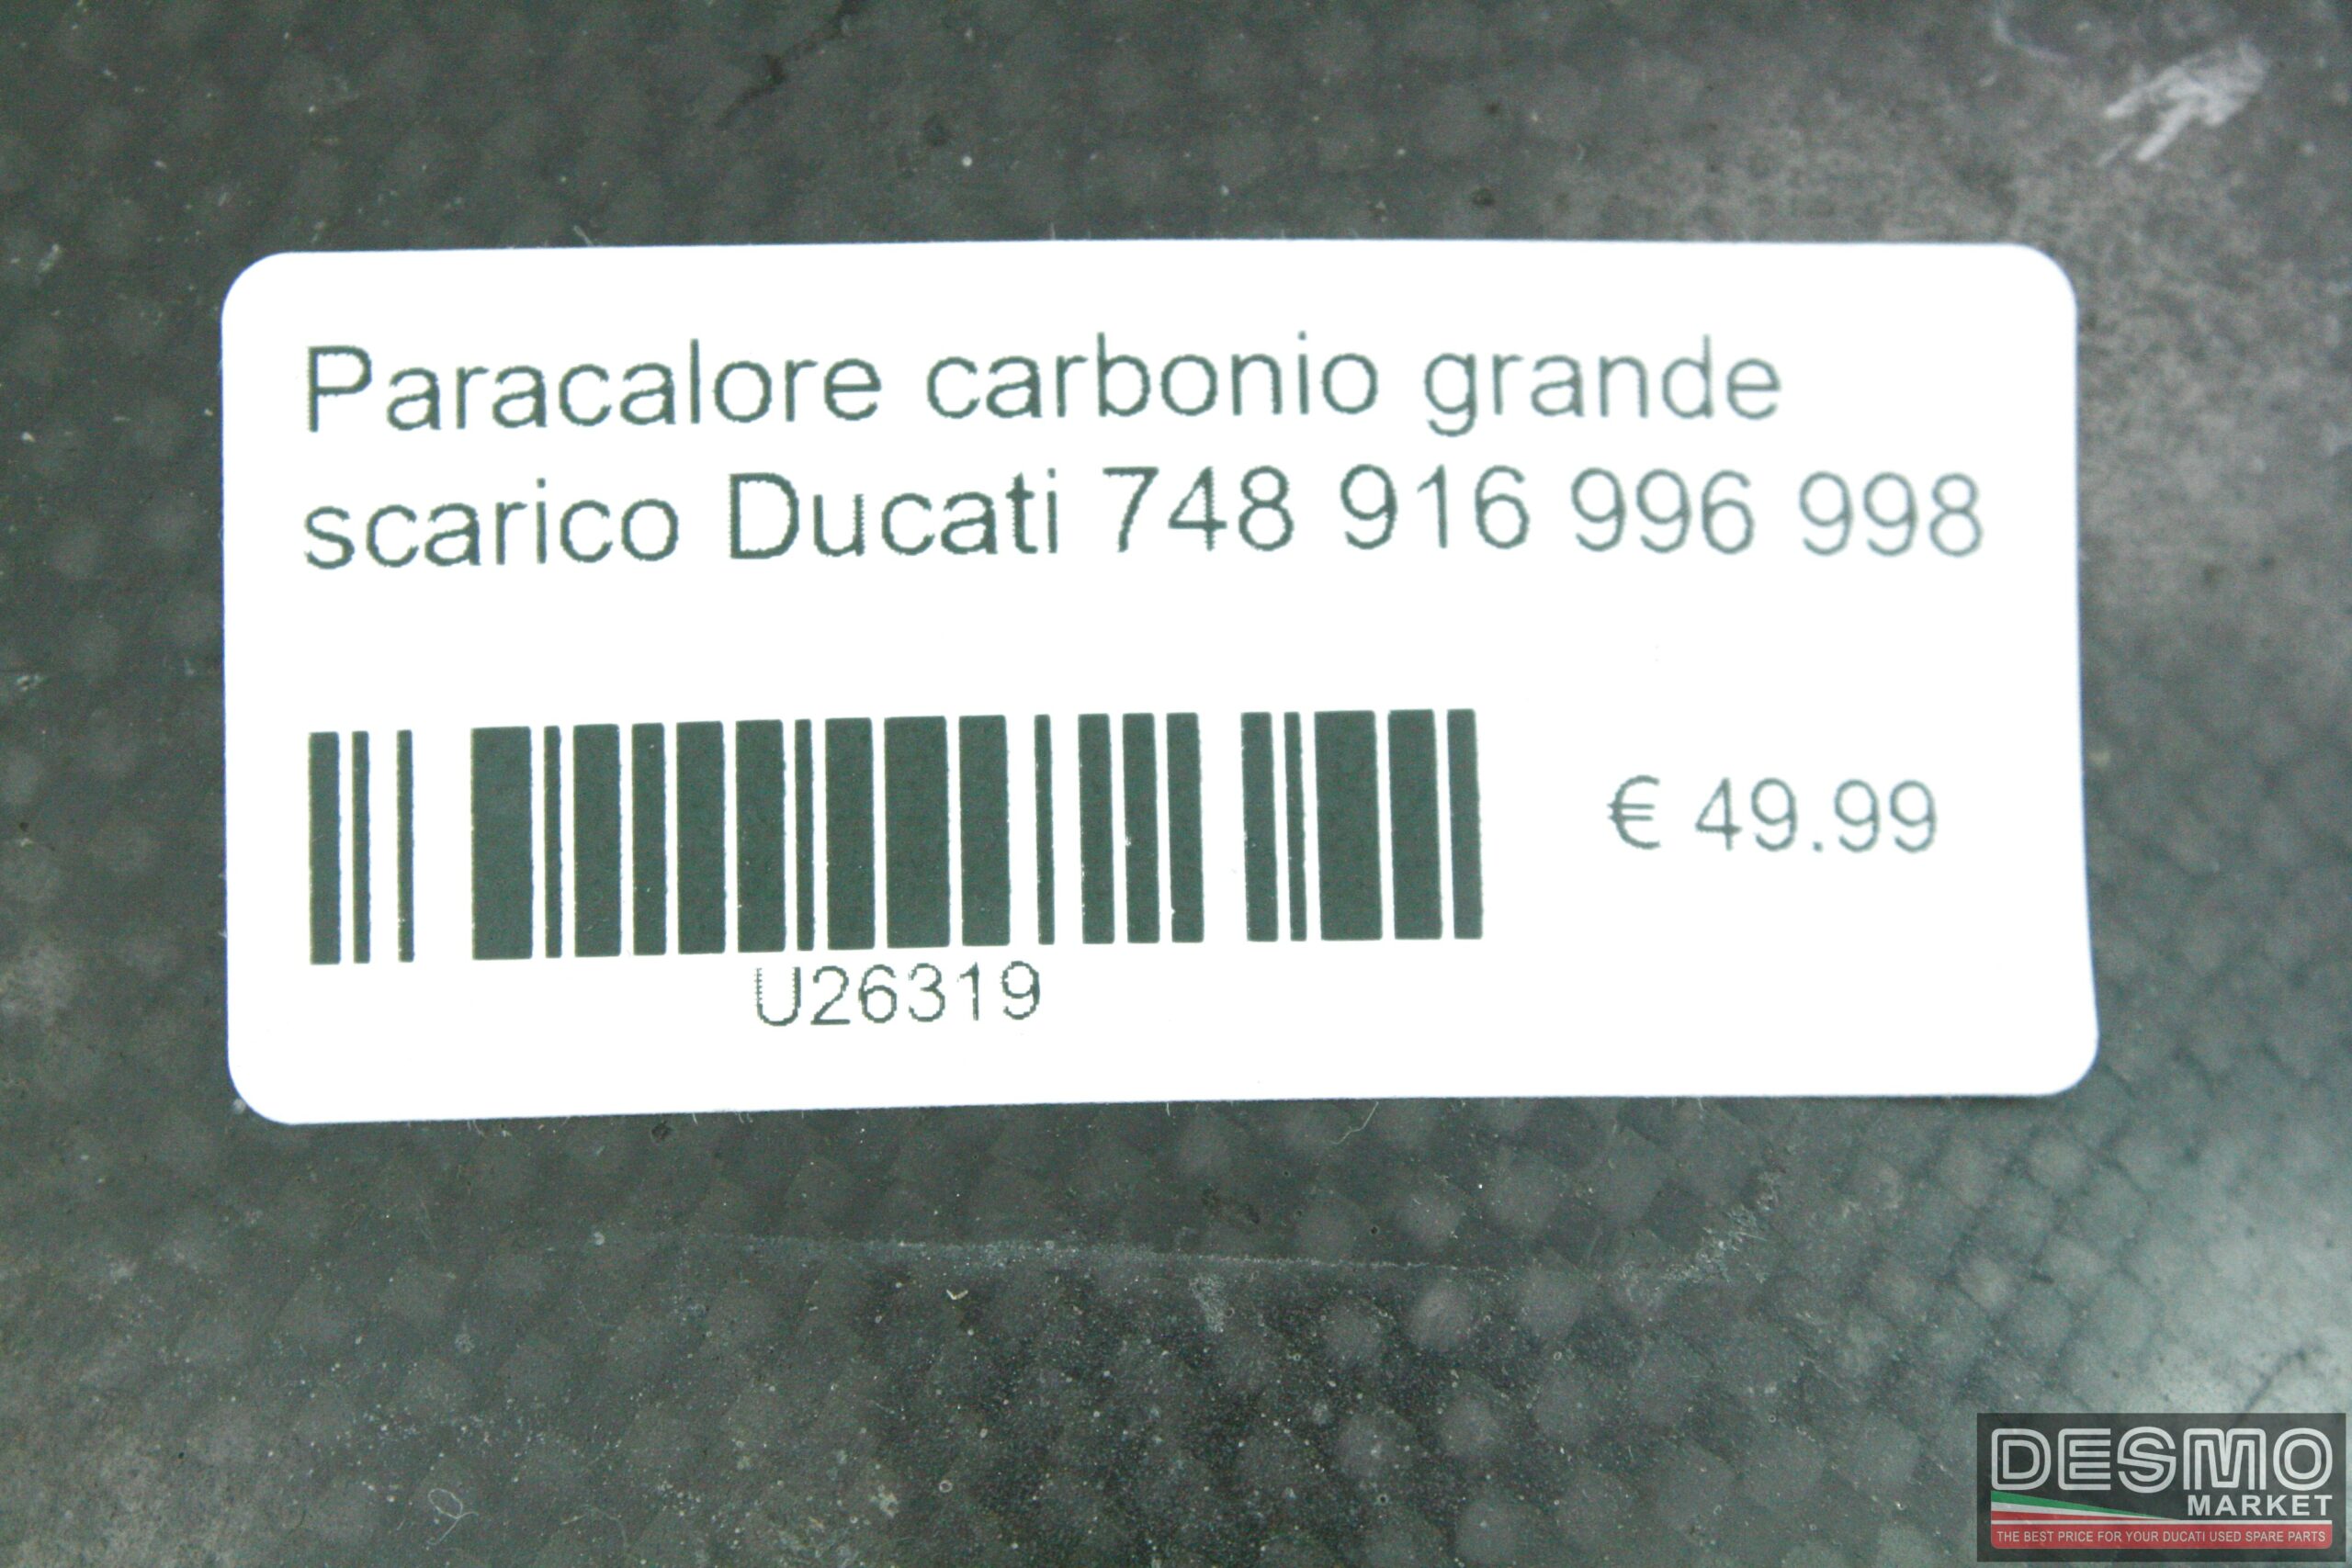 Paracalore carbonio grande
scarico Ducati 748 916 996 998
€ 49.99
U26319
DESMO
MARKET
THE BEST PRICE FOR YOUR DUCATI USED SPARE PARTS